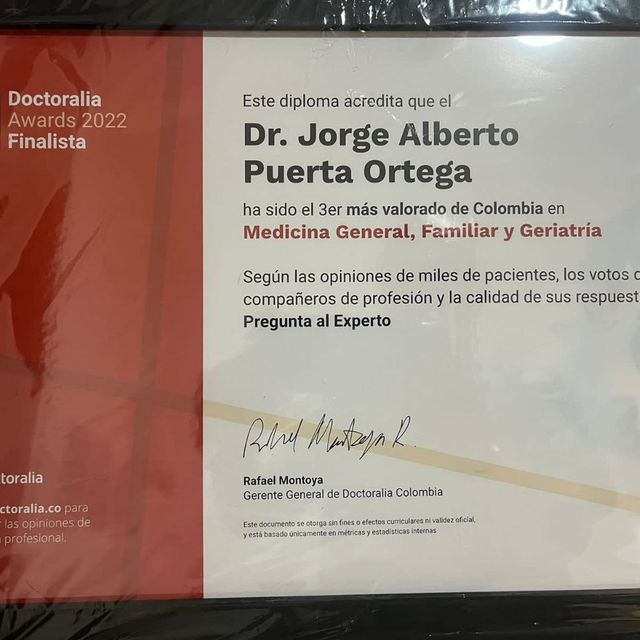 Doctoralia
Awards 2022
Finalista
Este diploma acredita que el
Dr. Jorge Alberto
Puerta Ortega
ha sido el 3er más valorado de Colombia en
Medicina General, Familiar y Geriatría
Según las opiniones de miles de pacientes, los votos
compañeros de profesión y la calidad de sus
Pregunta al Experto
Rafael Montoya
Gerente General de Doctoralia Colombia
Este documento se otorga sin fines o efectos curriculares ni validez oficial,
y está basado únicamente en métricas y estadísticas internas
toralia
ctoralia.co para
las opiniones de
profesional.